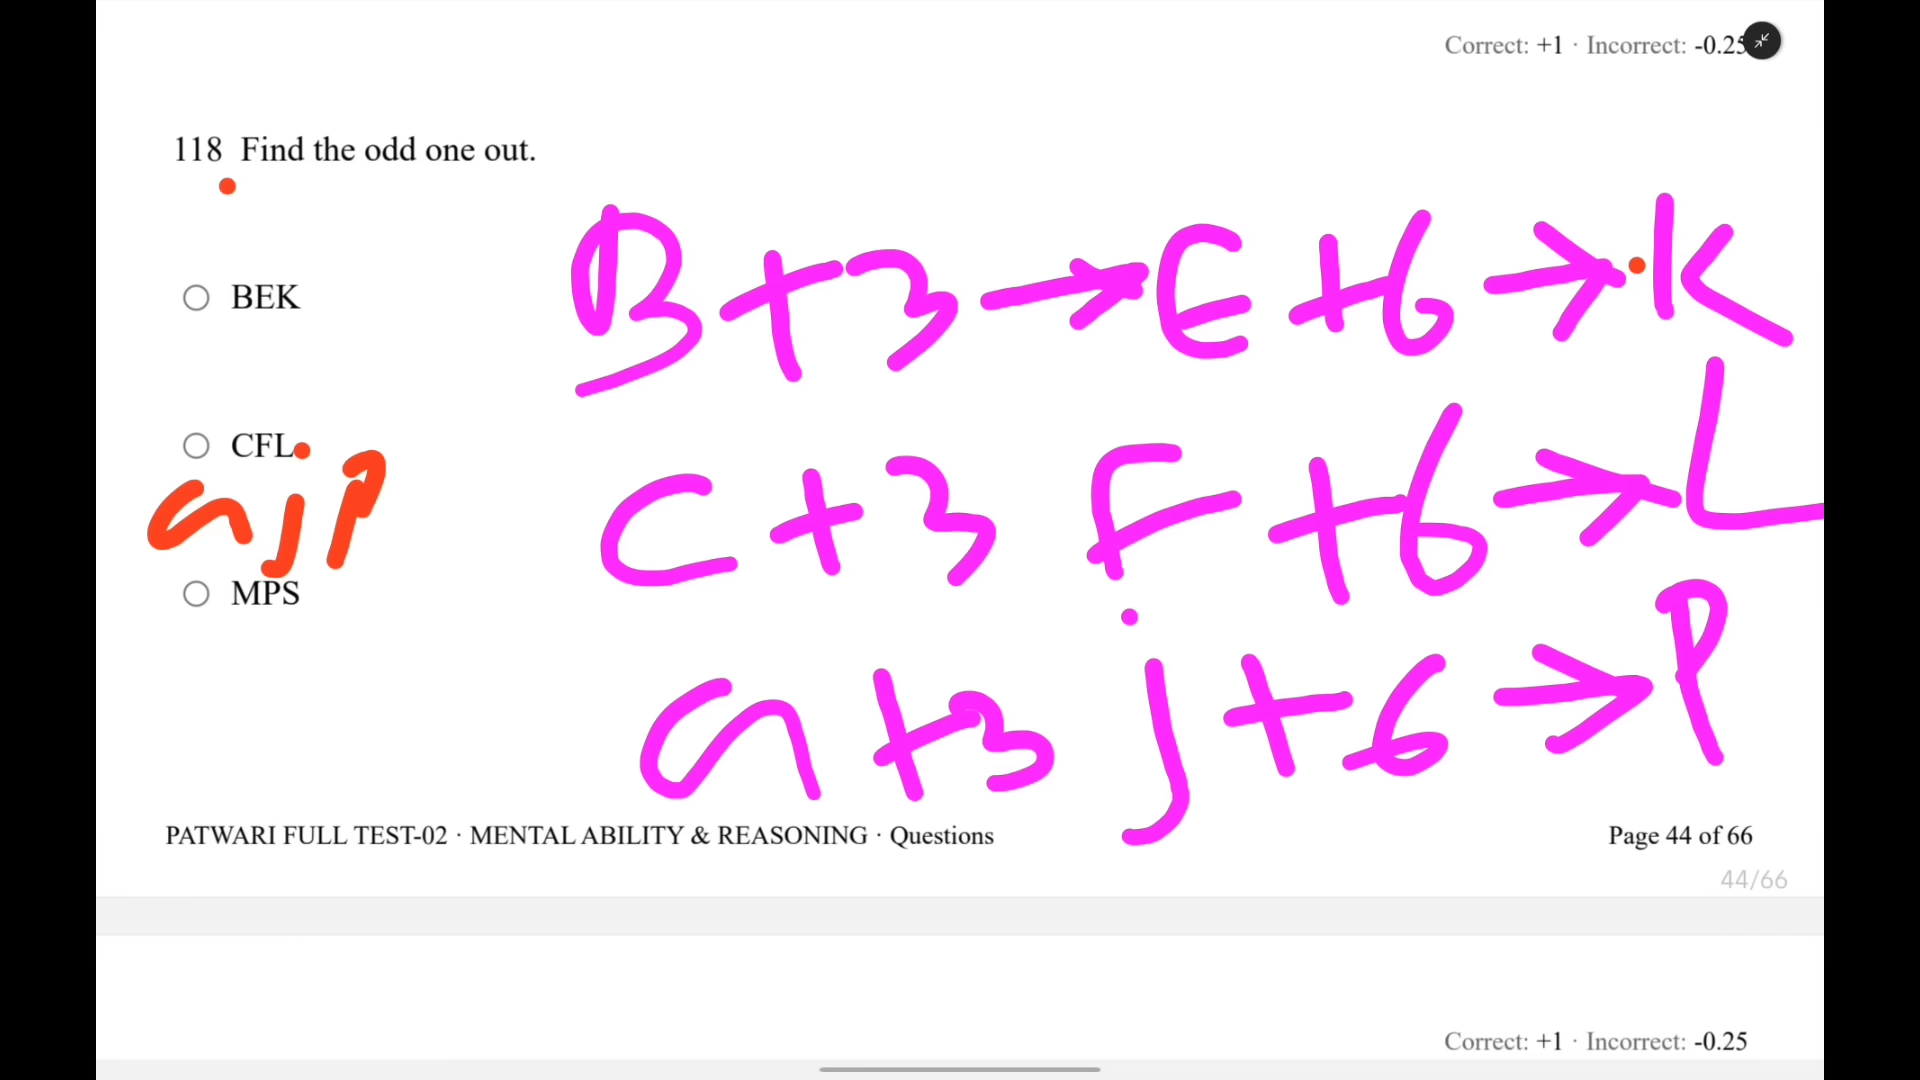 Correct: +1 · Incorrect: -0.25
118 Find the odd one out.
BEK
B+3→E+6→K
CFL
C+3 F+6→L
ajP
MPS
a+3 j+6→P
PATWARI FULL TEST-02 · MENTAL ABILITY & REASONING · Questions
Page 44 of 66
44/66
Correct: +1 · Incorrect: -0.25